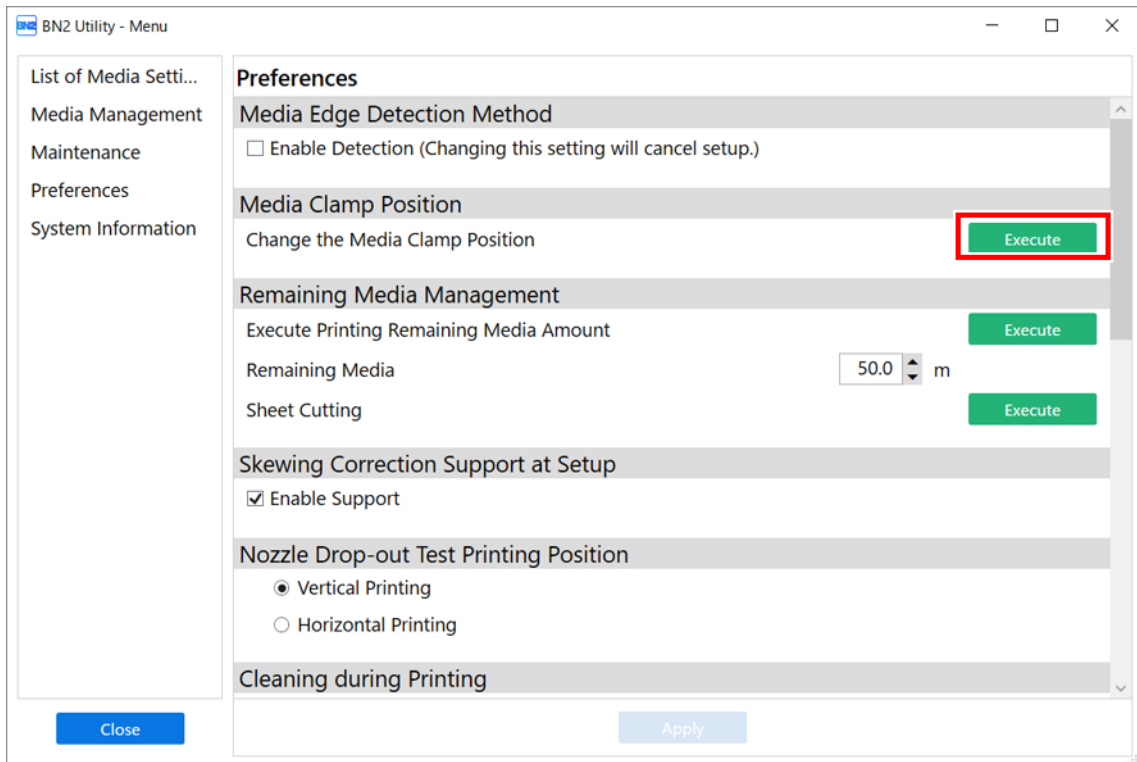 BN2 BN2 Utility - Menu
List of Media Setti...
Media Management
Maintenance
Preferences
System Information
Close
Preferences
Media Edge Detection Method
Enable Detection (Changing this setting will cancel setup.)
Media Clamp Position
Change the Media Clamp Position Execute
Remaining Media Management
Execute Printing Remaining Media Amount Execute
Remaining Media 50.0 m
Sheet Cutting Execute
Skewing Correction Support at Setup
Enable Support
Nozzle Drop-out Test Printing Position
Vertical Printing
Horizontal Printing
Cleaning during Printing
Apply